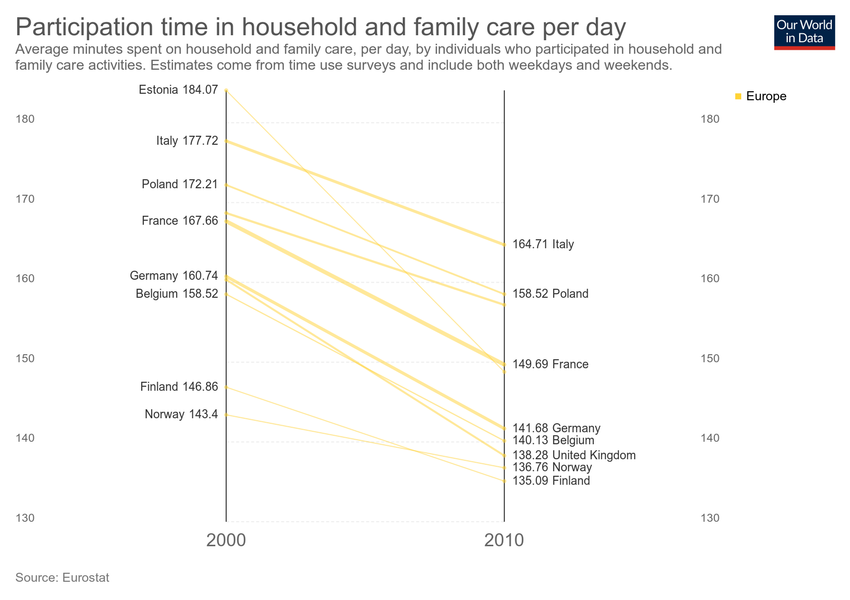 Participation time in household and family care per day
Our World
in Data
Average minutes spent on household and family care, per day, by individuals who participated in household and
family care activities. Estimates come from time use surveys and include both weekdays and weekends.
Europe
Estonia 184.07
180
180
Italy 177.72
Poland 172.21
170
170
France 167.66
164.71 Italy
Germany 160.74
160
160
Belgium 158.52
158.52 Poland
150
150
149.69 France
Finland 146.86
Norway 143.4
141.68 Germany
140
140
140.13 Belgium
138.28 United Kingdom
136.76 Norway
135.09 Finland
130
130
2000
2010
Source: Eurostat